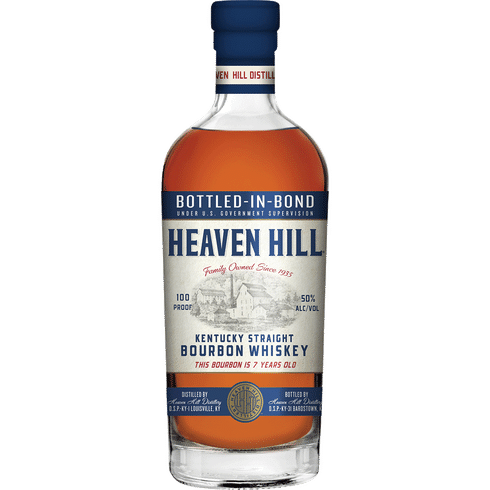 VEN HILL DISTILL
BOTTLED-IN-BOND
UNDER U.S. GOVERNMENT SUPERVISION
HEAVEN HILL
Family Owned Since 1935
100
PROOF
50%
ALC/VOL
KENTUCKY STRAIGHT
BOURBON WHISKEY
THIS BOURBON IS 7 YEARS OLD
DISTILLED BY
Heaven Hill Distillery
D.S.P.-KY-1 LOUISVILLE, KY
BOTTLED BY
Heaven Hill Distillery
D.S.P.-KY-31 BARDSTOWN,